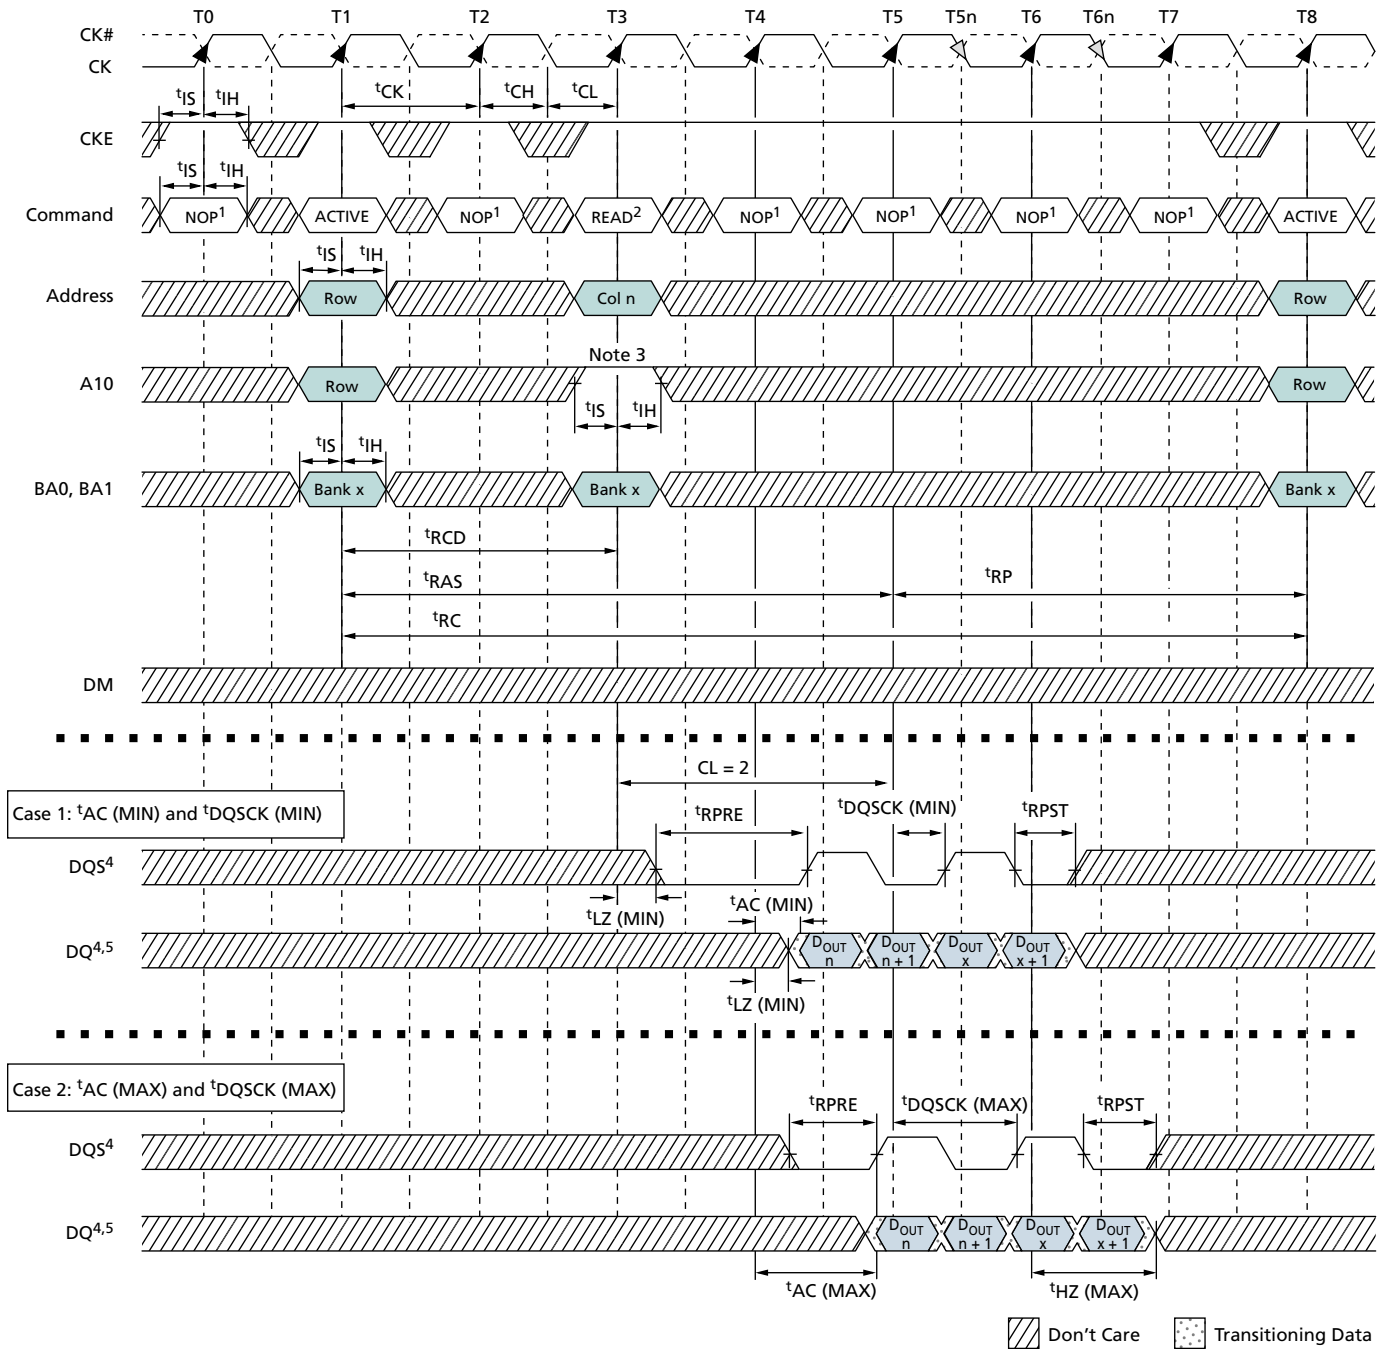 T0 T1 T2 T3 T4 T5 T5n T6 T6n T7 T8
CK#
CK
tIS tIH tCK tCH tCL
CKE
tIS tIH
Command NOP1 ACTIVE NOP1 READ2 NOP1 NOP1 NOP1 NOP1 ACTIVE
tIS tIH
Address Row Col n Row
Note 3
A10 Row Row
tIS tIH
tIS tIH
BA0, BA1 Bank x Bank x Bank x
tRCD
tRAS tRP
tRC
DM
CL = 2
Case 1: tAC (MIN) and tDQSCK (MIN)
tRPRE tDQSCK (MIN) tRPST
DQS4
tLZ (MIN) tAC (MIN)
DQ4,5 DOUT n DOUT n + 1 DOUT x DOUT x + 1
tLZ (MIN)
Case 2: tAC (MAX) and tDQSCK (MAX)
tRPRE tDQSCK (MAX) tRPST
DQS4
DQ4,5 DOUT n DOUT n + 1 DOUT x DOUT x + 1
tAC (MAX) tHZ (MAX)
Don't Care Transitioning Data